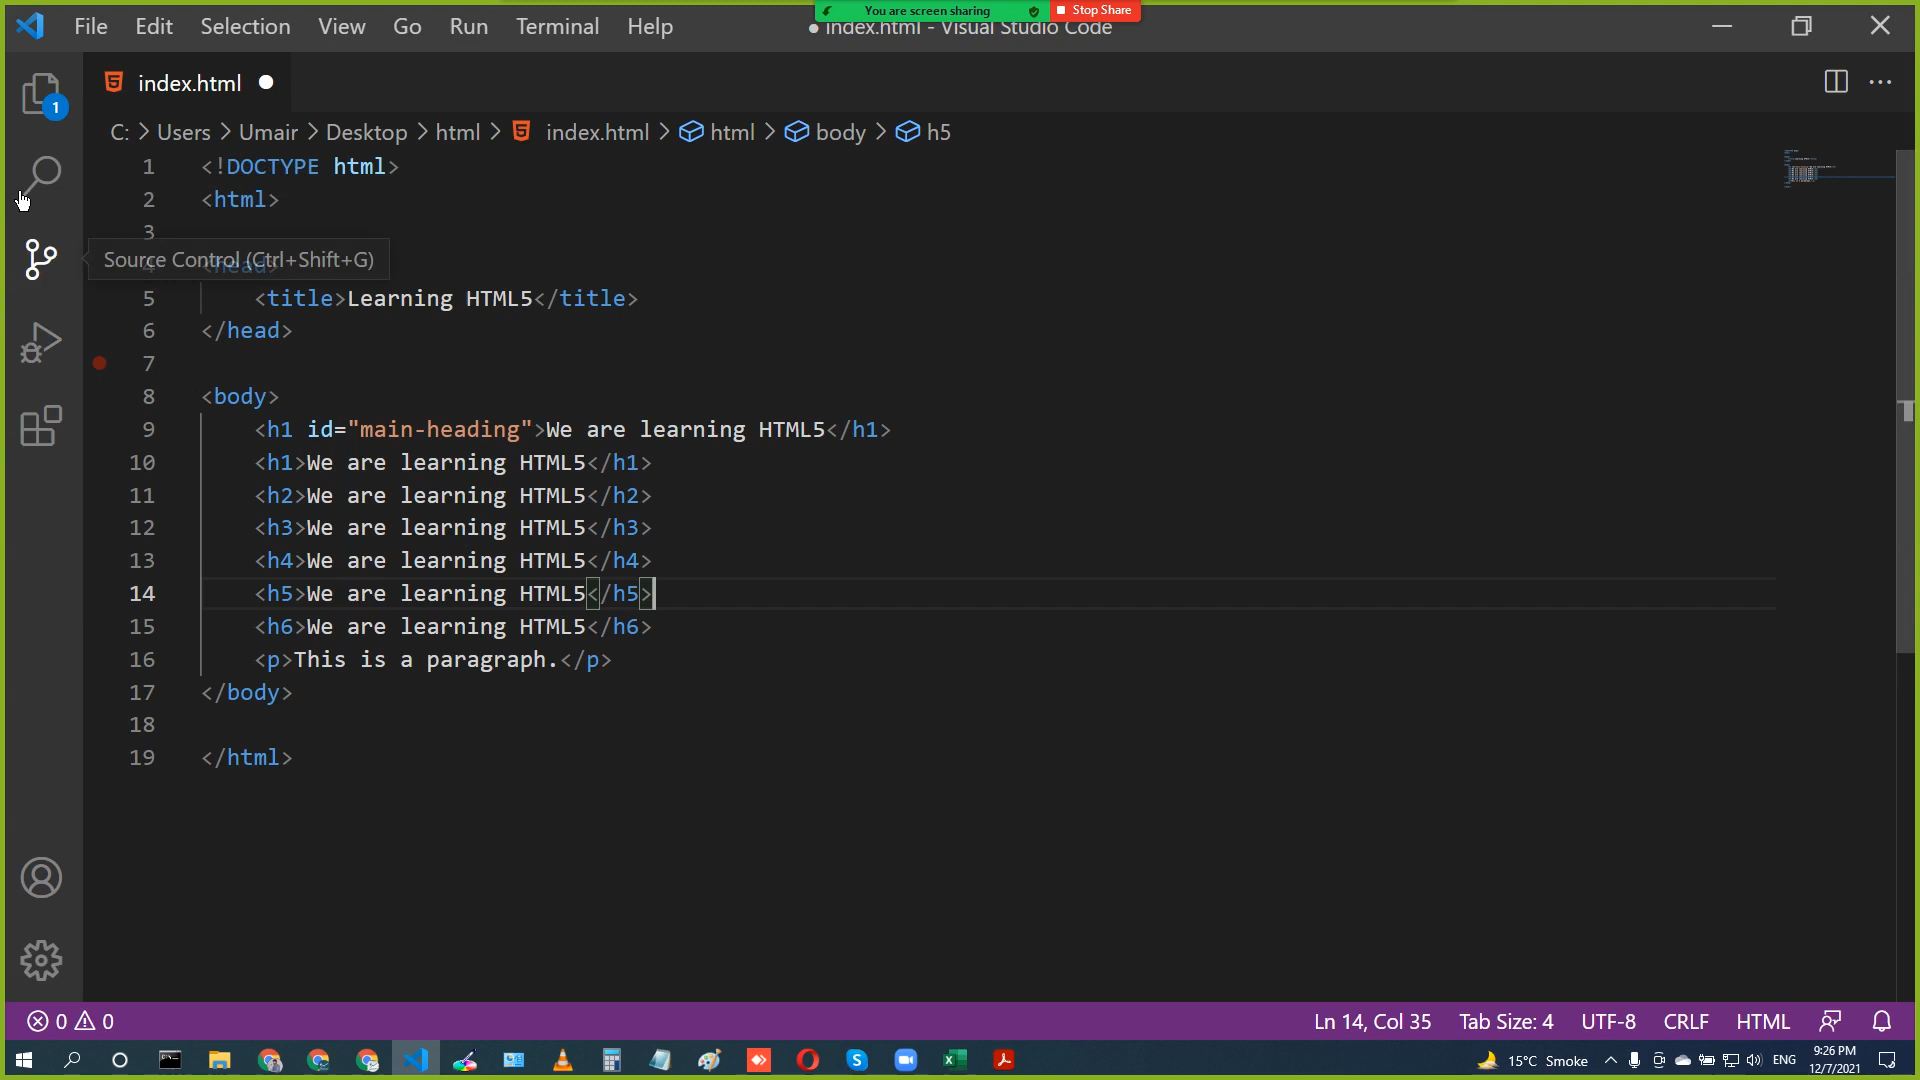 You are screen sharing Stop Share
File Edit Selection View Go Run Terminal Help ● index.html - Visual Studio Code
index.html ●
C: > Users > Umair > Desktop > html > index.html > html > body > h5
1
1 <!DOCTYPE html>
2 <html>
3
Source Control (Ctrl+Shift+G)
4 <head>
5 <title>Learning HTML5</title>
6 </head>
7
8 <body>
9 <h1 id="main-heading">We are learning HTML5</h1>
10 <h1>We are learning HTML5</h1>
11 <h2>We are learning HTML5</h2>
12 <h3>We are learning HTML5</h3>
13 <h4>We are learning HTML5</h4>
14 <h5>We are learning HTML5</h5>
15 <h6>We are learning HTML5</h6>
16 <p>This is a paragraph.</p>
17 </body>
18
19 </html>
0 0 Ln 14, Col 35 Tab Size: 4 UTF-8 CRLF HTML
15°C Smoke ENG 9:26 PM
12/7/2021